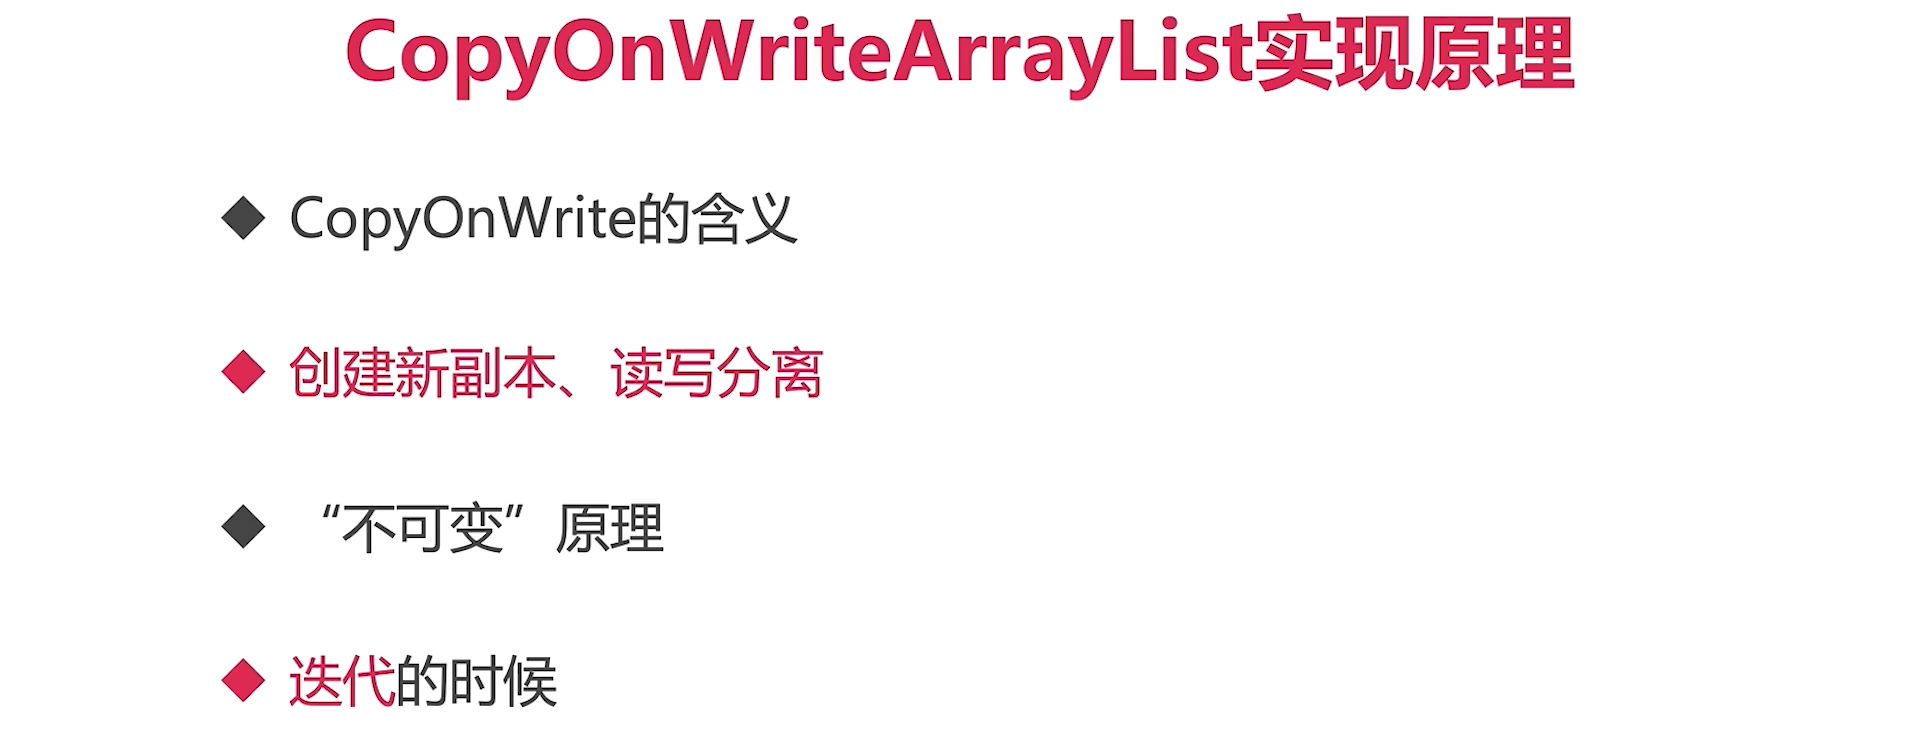 CopyOnWriteArrayList实现原理
CopyOnWrite的含义
创建新副本、读写分离
“不可变”原理
迭代的时候